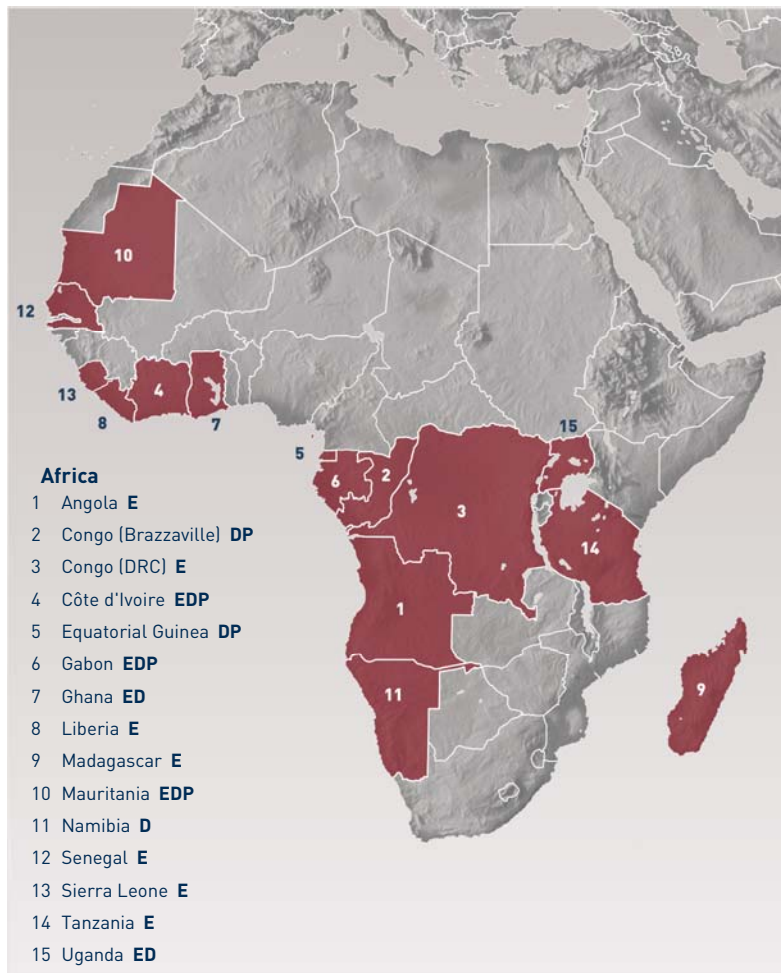 10
12
13
4
8
7
15
5
6
2
3
14
1
11
9
Africa
1 Angola E
2 Congo (Brazzaville) DP
3 Congo (DRC) E
4 Côte d'Ivoire EDP
5 Equatorial Guinea DP
6 Gabon EDP
7 Ghana ED
8 Liberia E
9 Madagascar E
10 Mauritania EDP
11 Namibia D
12 Senegal E
13 Sierra Leone E
14 Tanzania E
15 Uganda ED